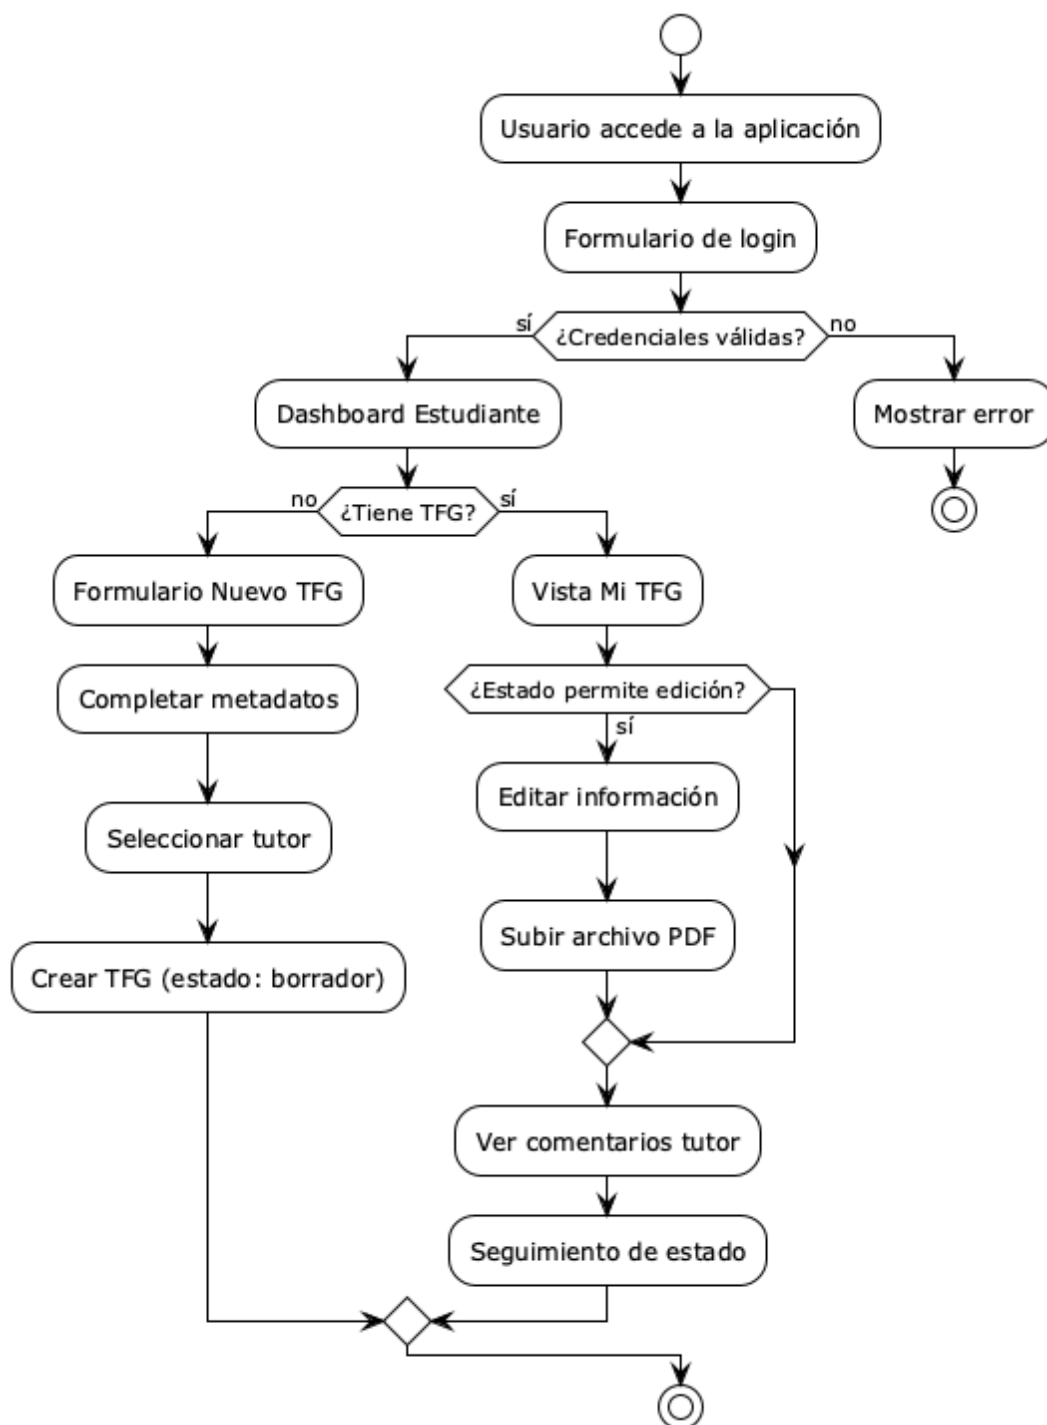 Usuario accede a la aplicación
Formulario de login
sí
¿Credenciales válidas?
no
Dashboard Estudiante
Mostrar error
no
¿Tiene TFG?
sí
Formulario Nuevo TFG
Vista Mi TFG
Completar metadatos
¿Estado permite edición?
sí
Editar información
Seleccionar tutor
Subir archivo PDF
Crear TFG (estado: borrador)
Ver comentarios tutor
Seguimiento de estado